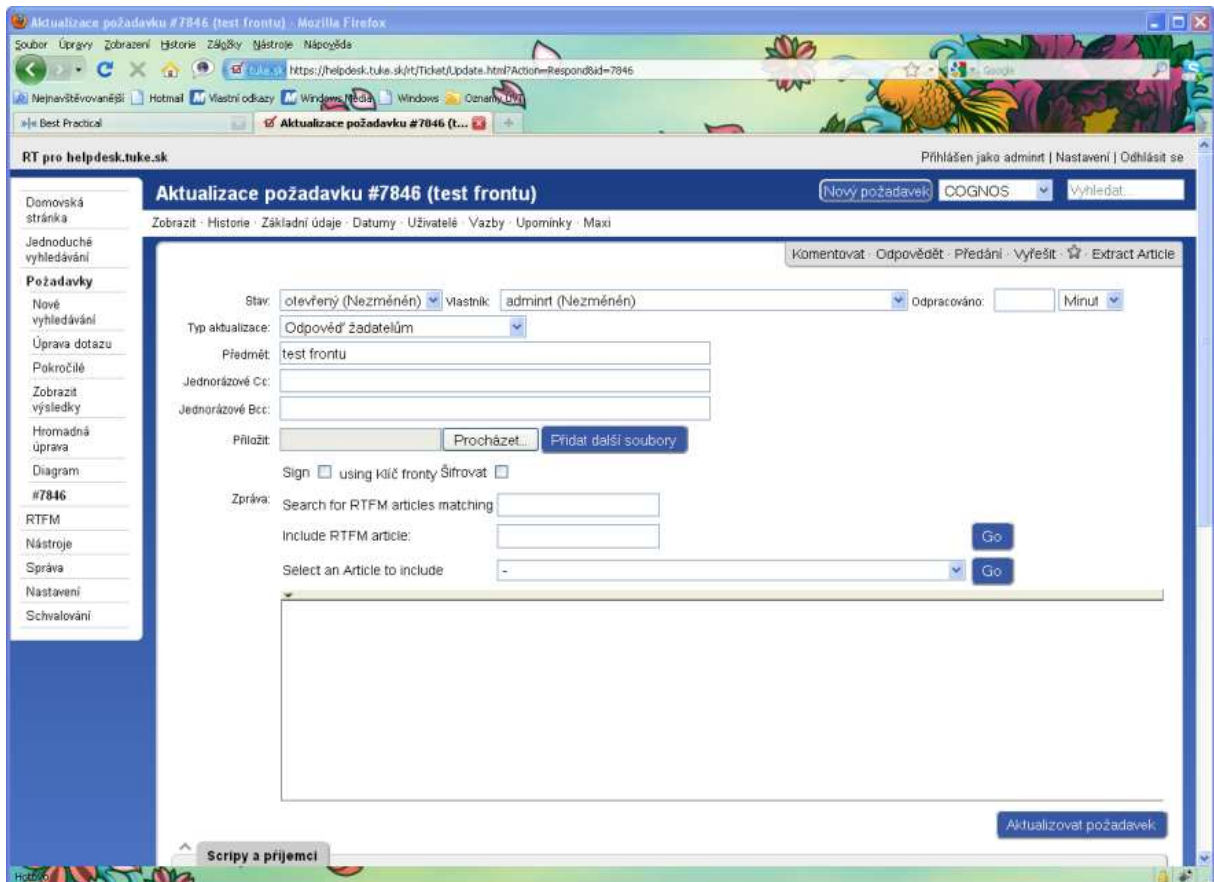 Aktualizace požadavku #7846 (test frontu) - Mozilla Firefox
Soubor Úpravy Zobrazení Historie Záložky Nástroje Nápověda
tuke.sk https://helpdesk.tuke.sk/rt/Ticket/Update.html?Action=Respond&id=7846 Google
Nejnavštěvovanější Hotmail Vlastní odkazy Windows Media Windows Oznamy
Best Practical Aktualizace požadavku #7846 (t...
RT pro helpdesk.tuke.sk Přihlášen jako adminrt | Nastavení | Odhlásit se
Aktualizace požadavku #7846 (test frontu) Nový požadavek COGNOS Vyhledat
Zobrazit · Historie · Základní údaje · Datumy · Uživatelé · Vazby · Upomínky · Maxi
Komentovat · Odpovědět · Předání · Vyřešit · Extract Article
Domovská
stránka
Jednoduché
vyhledávání
Požadavky
Nové
vyhledávání
Úprava dotazu
Pokročilé
Zobrazit
výsledky
Hromadná
úprava
Diagram
#7846
RTFM
Nástroje
Správa
Nastavení
Schvalování
Stav: otevřený (Nezměněn) Vlastník: adminrt (Nezměněn) Odpracováno: Minut
Typ aktualizace: Odpověď žadatelům
Předmět: test frontu
Jednorázové Cc:
Jednorázové Bcc:
Přiložit: Procházet... Přidat další soubory
Sign using Klíč fronty Šifrovat
Zpráva: Search for RTFM articles matching
Include RTFM article: Go
Select an Article to include - Go
Aktualizovat požadavek
Scripy a příjemci
Hotovo